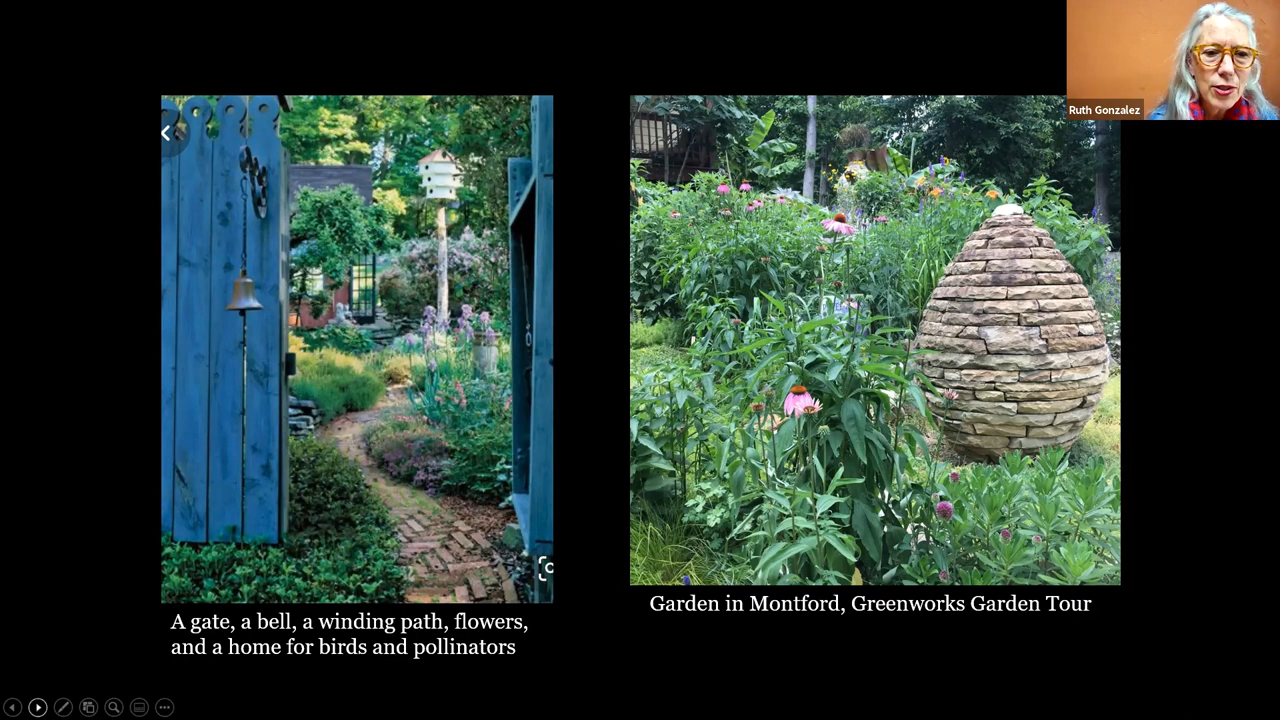 Ruth Gonzalez
A gate, a bell, a winding path, flowers,
and a home for birds and pollinators
Garden in Montford, Greenworks Garden Tour